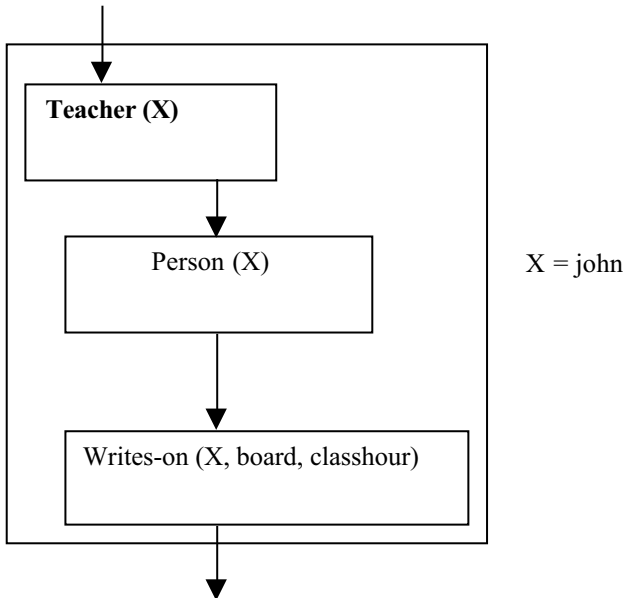 Teacher (X)
Person (X)
X = john
Writes-on (X, board, classhour)